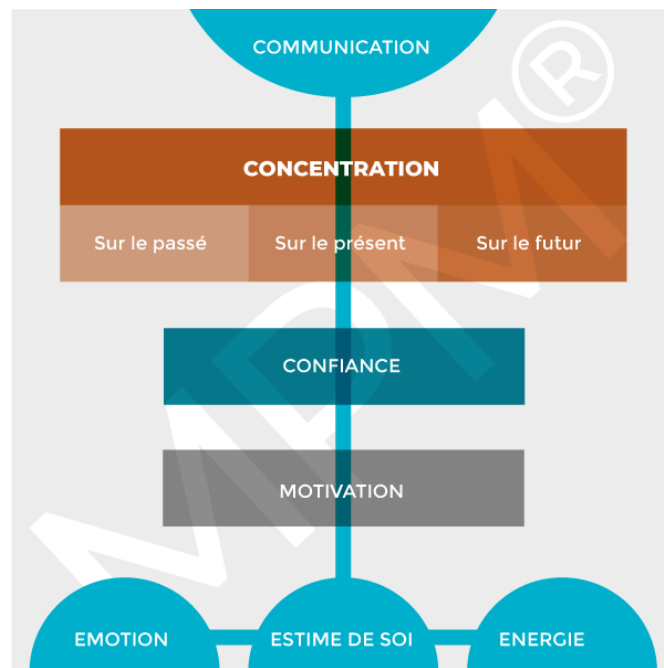 COMMUNICATION
CONCENTRATION
Sur le passé Sur le présent Sur le futur
CONFIANCE
MOTIVATION
EMOTION ESTIME DE SOI ENERGIE
MPM®